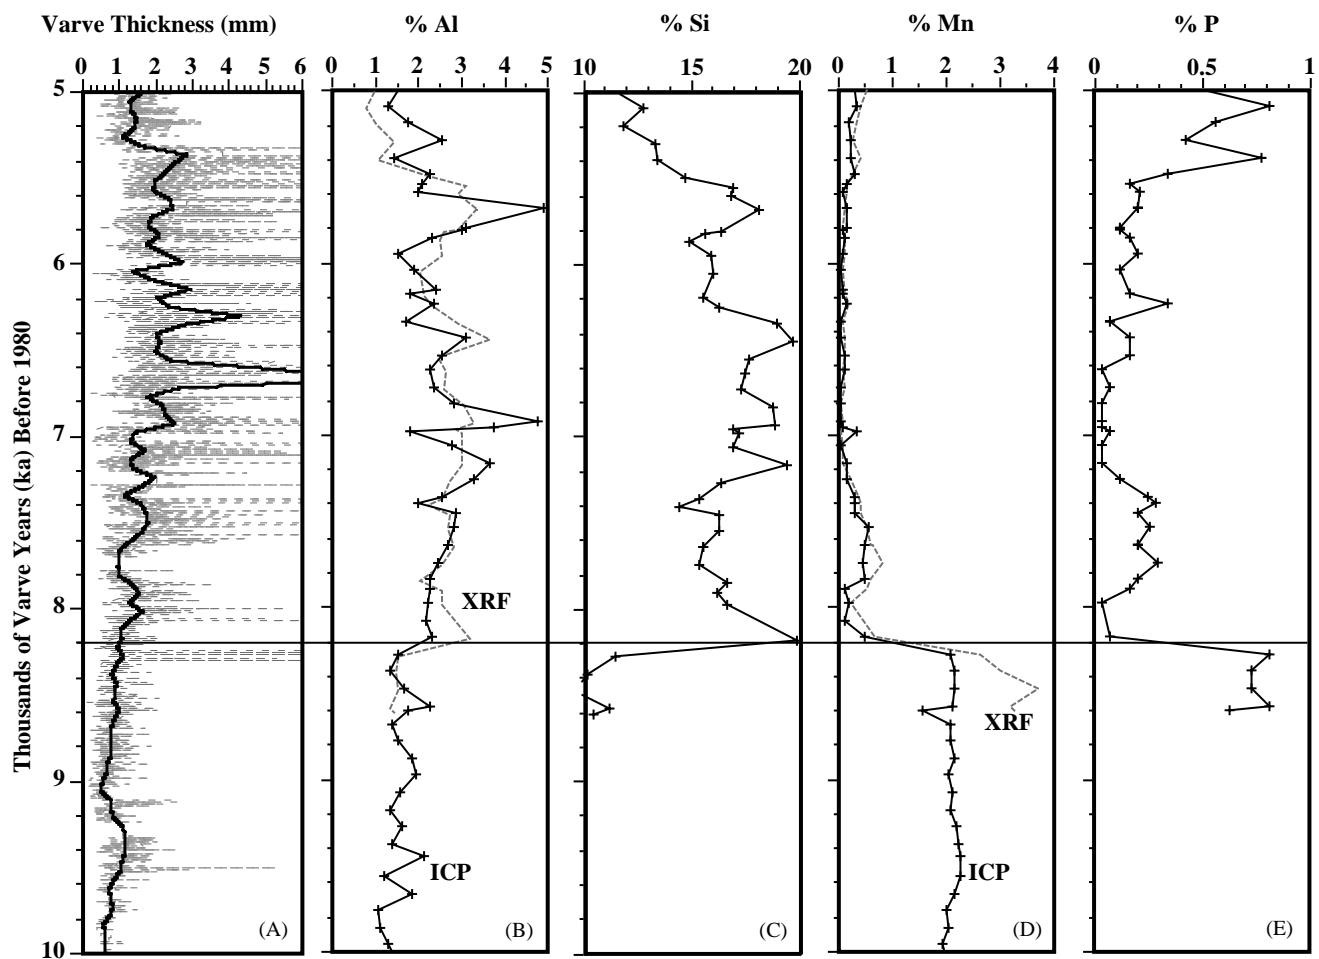 Varve Thickness (mm) % Al % Si % Mn % P
0 1 2 3 4 5 6 0 1 2 3 4 5 10 15 20 0 1 2 3 4 0 0.5 1
5
6
7
8
9
10
Thousands of Varve Years (ka) Before 1980
XRF
XRF
ICP ICP
(A) (B) (C) (D) (E)